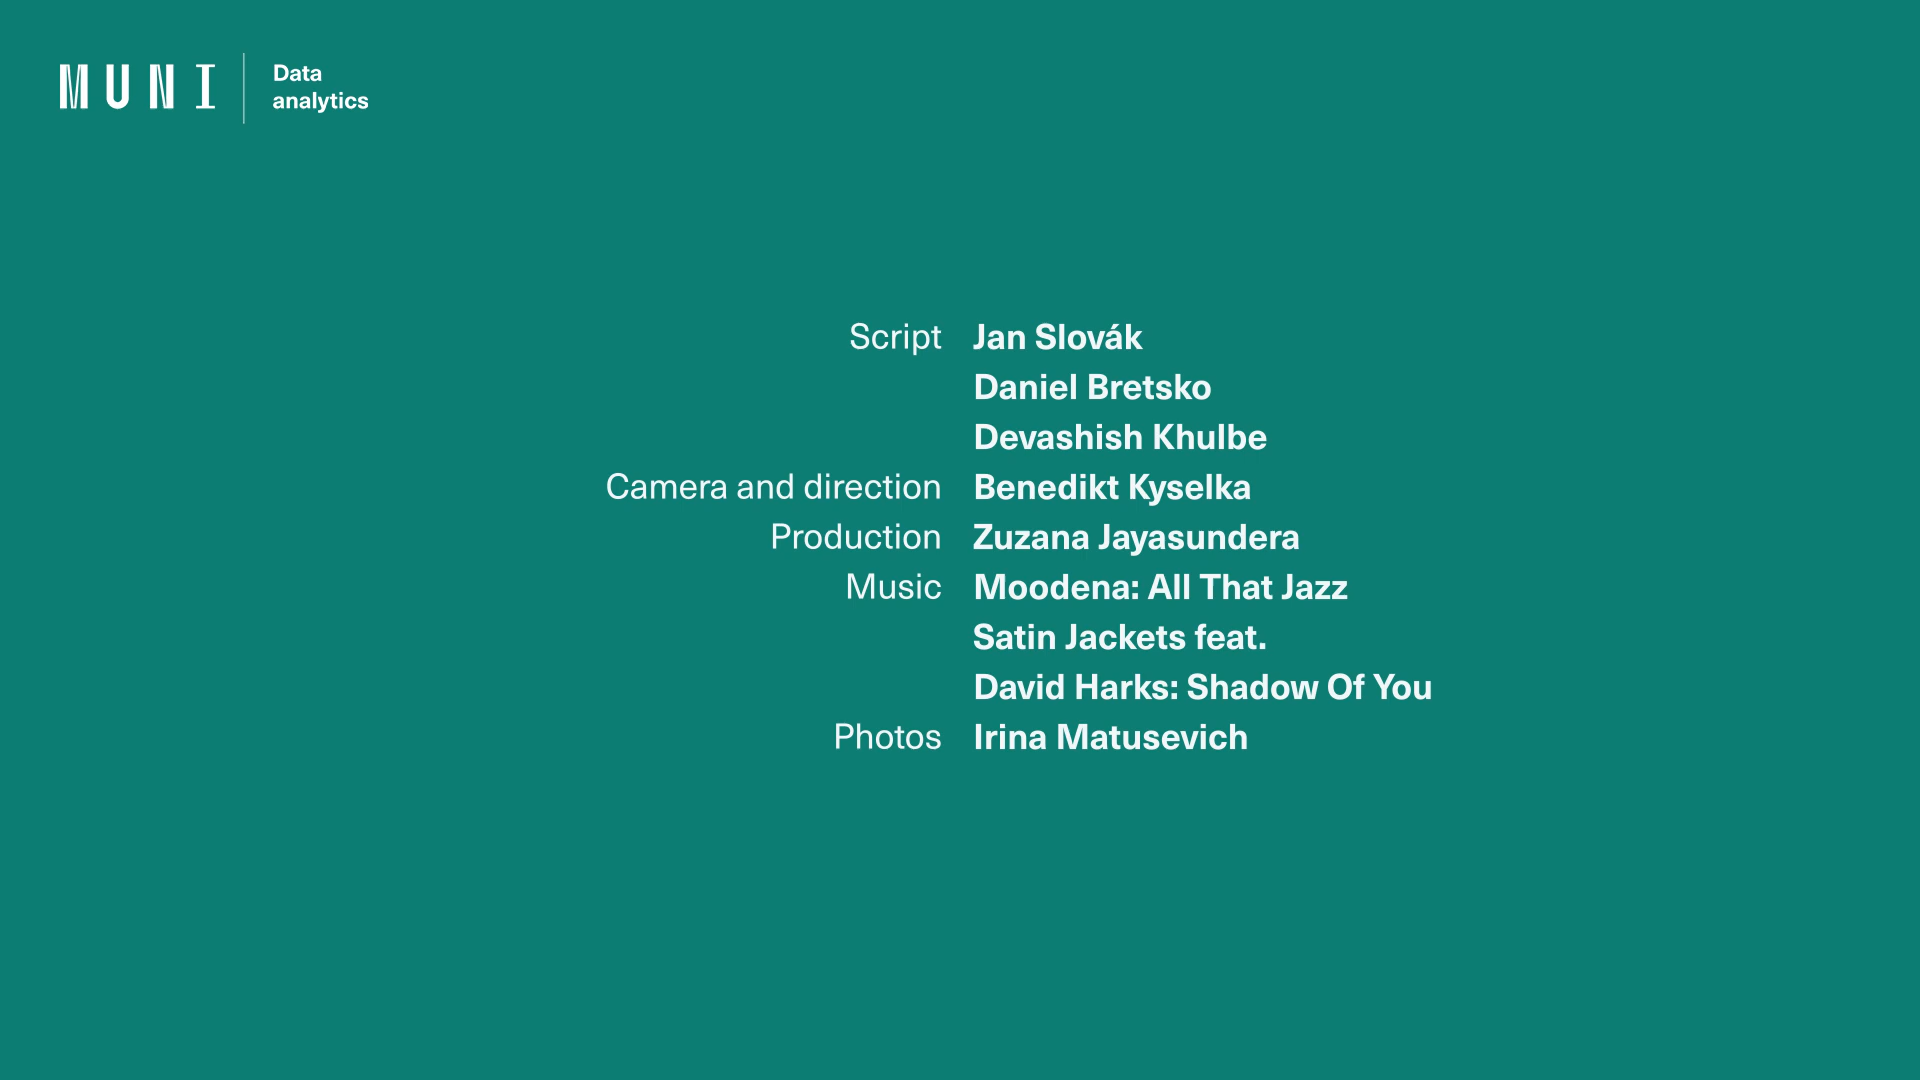 MUNI
Data
analytics
Script Jan Slovák
Daniel Bretsko
Devashish Khulbe
Camera and direction Benedikt Kyselka
Production Zuzana Jayasundera
Music Moodena: All That Jazz
Satin Jackets feat.
David Harks: Shadow Of You
Photos Irina Matusevich